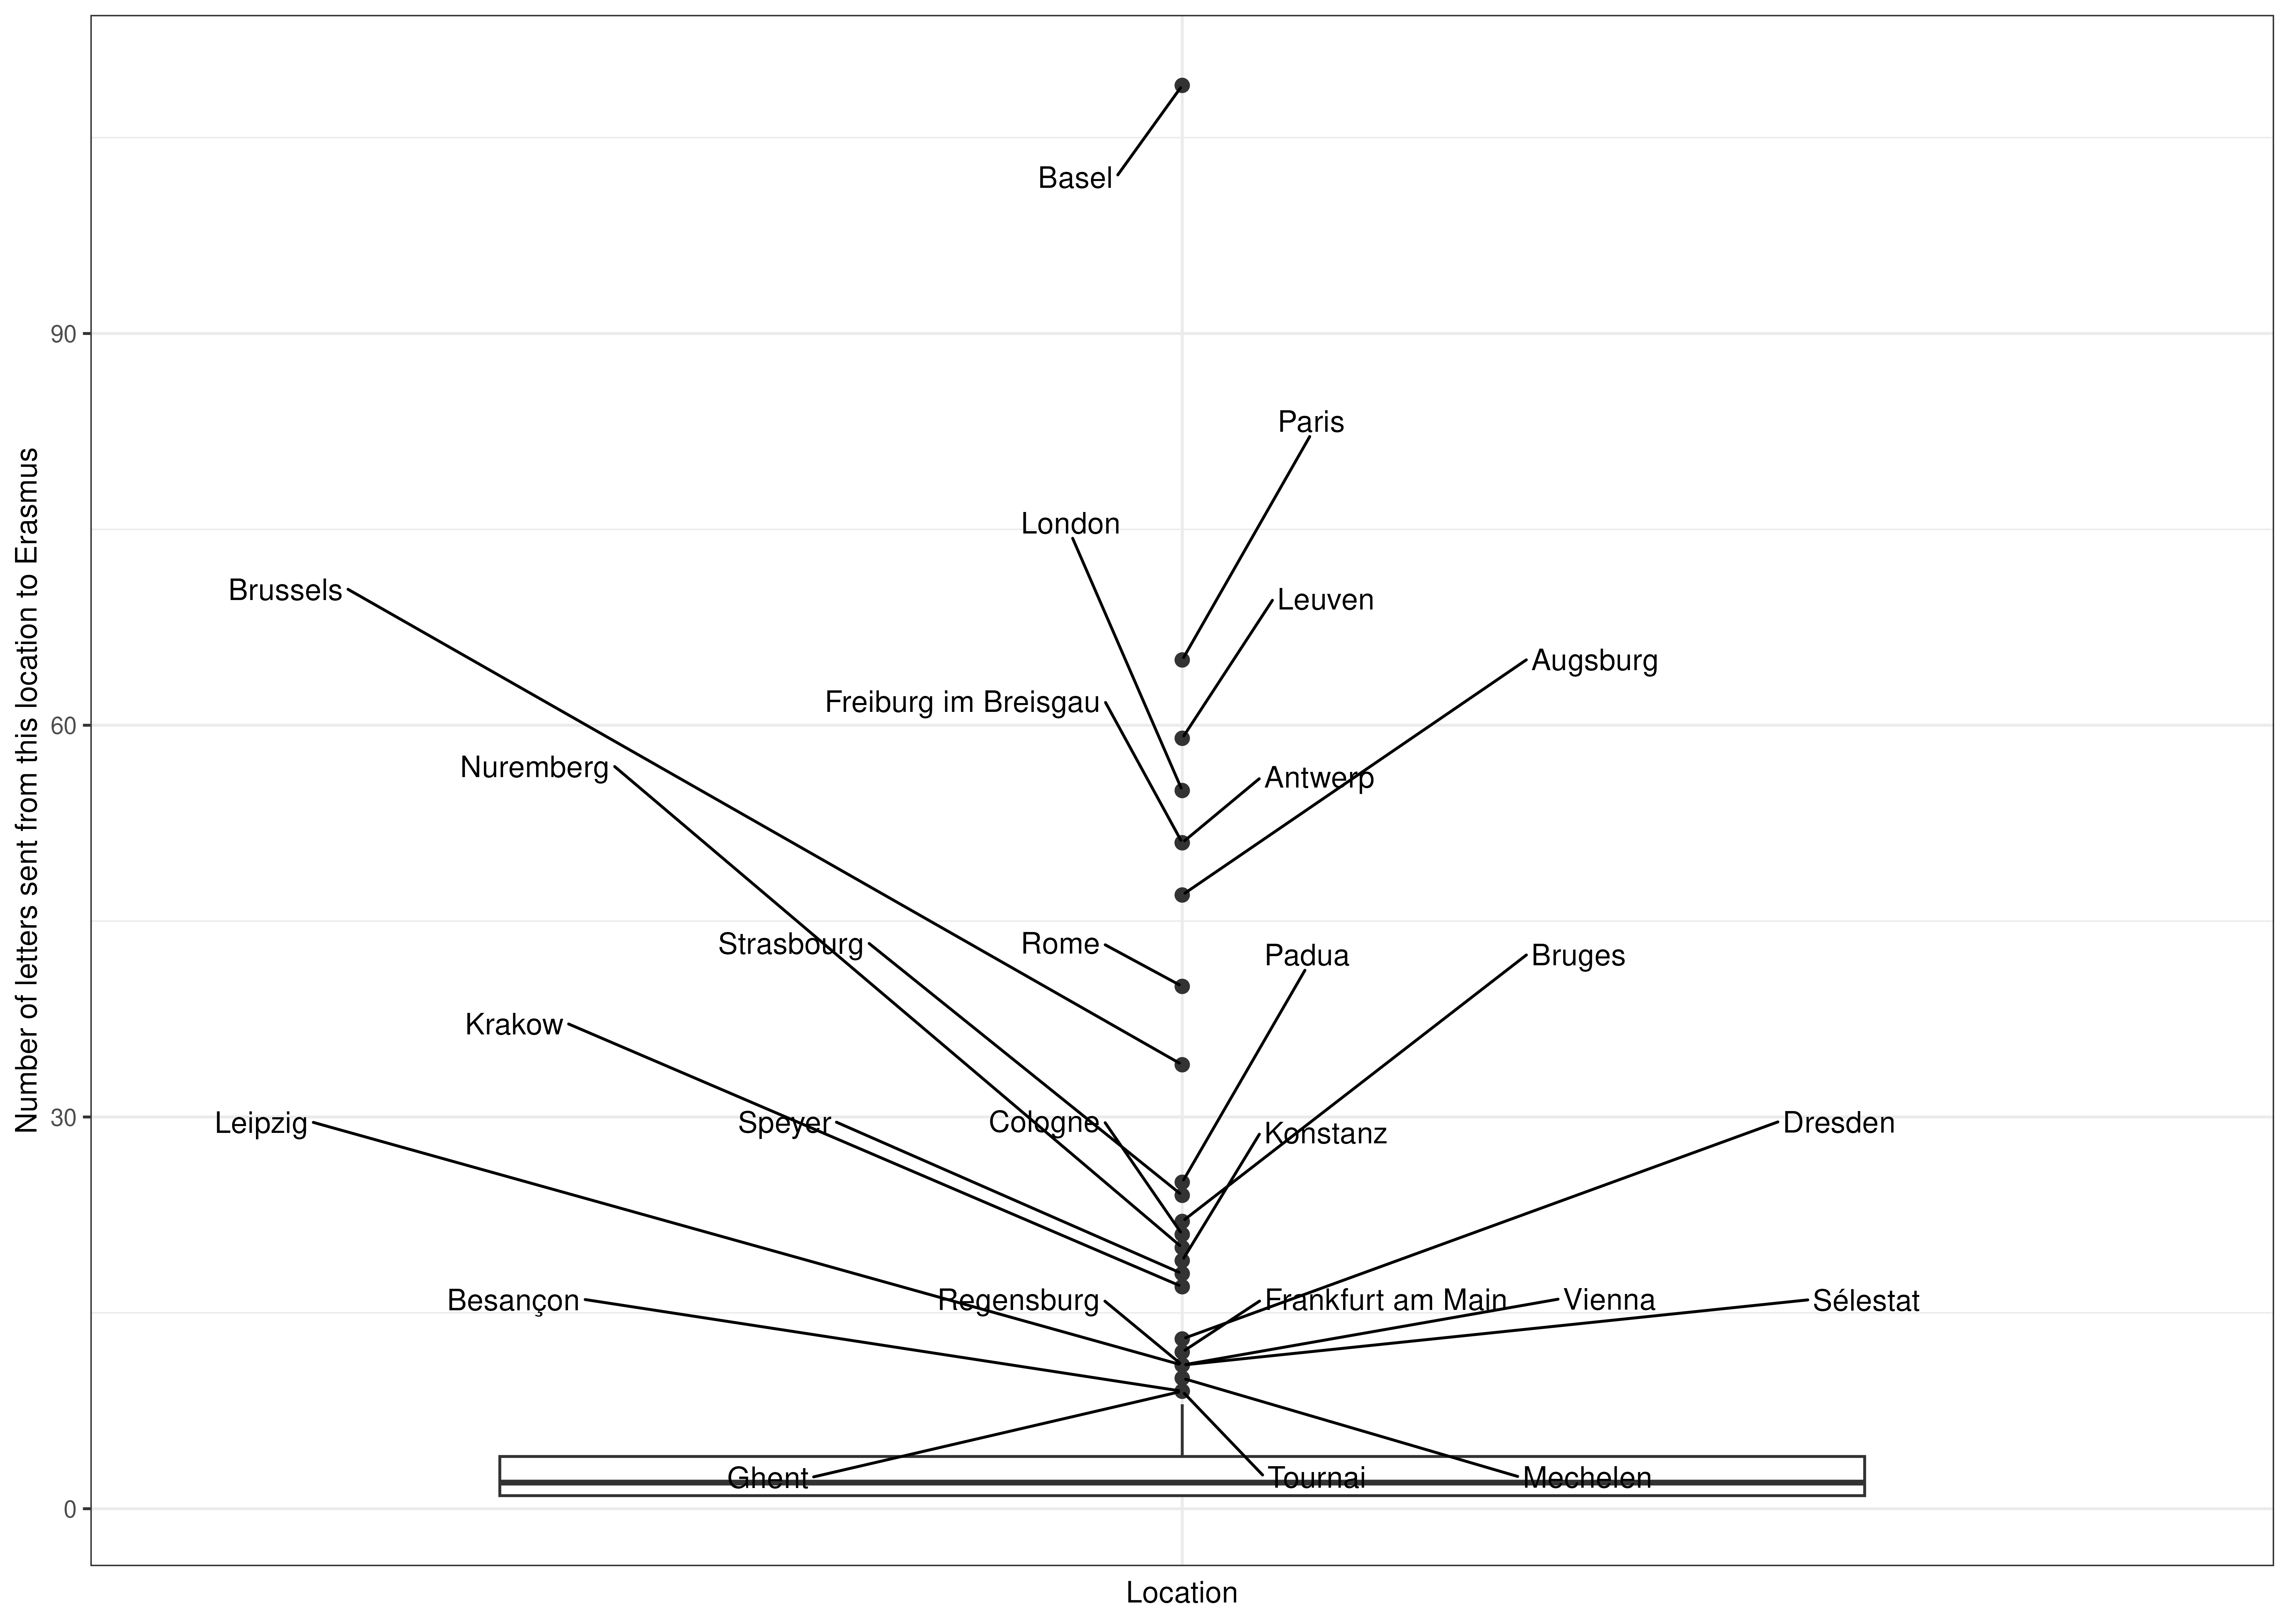 Number of letters sent from this location to Erasmus
90
60
30
0
Basel
Paris
London
Brussels
Leuven
Augsburg
Freiburg im Breisgau
Nuremberg
Antwerp
Strasbourg
Rome
Padua
Bruges
Krakow
Leipzig
Speyer
Cologne
Konstanz
Dresden
Besançon
Regensburg
Frankfurt am Main
Vienna
Sélestat
Ghent
Tournai
Mechelen
Location